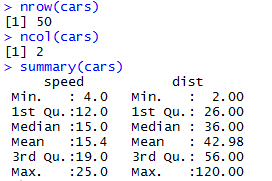 > nrow(cars)
[1] 50
> ncol(cars)
[1] 2
> summary(cars)
     speed           dist
 Min.   : 4.0   Min.   :  2.00
 1st Qu.:12.0   1st Qu.: 26.00
 Median :15.0   Median : 36.00
 Mean   :15.4   Mean   : 42.98
 3rd Qu.:19.0   3rd Qu.: 56.00
 Max.   :25.0   Max.   :120.00